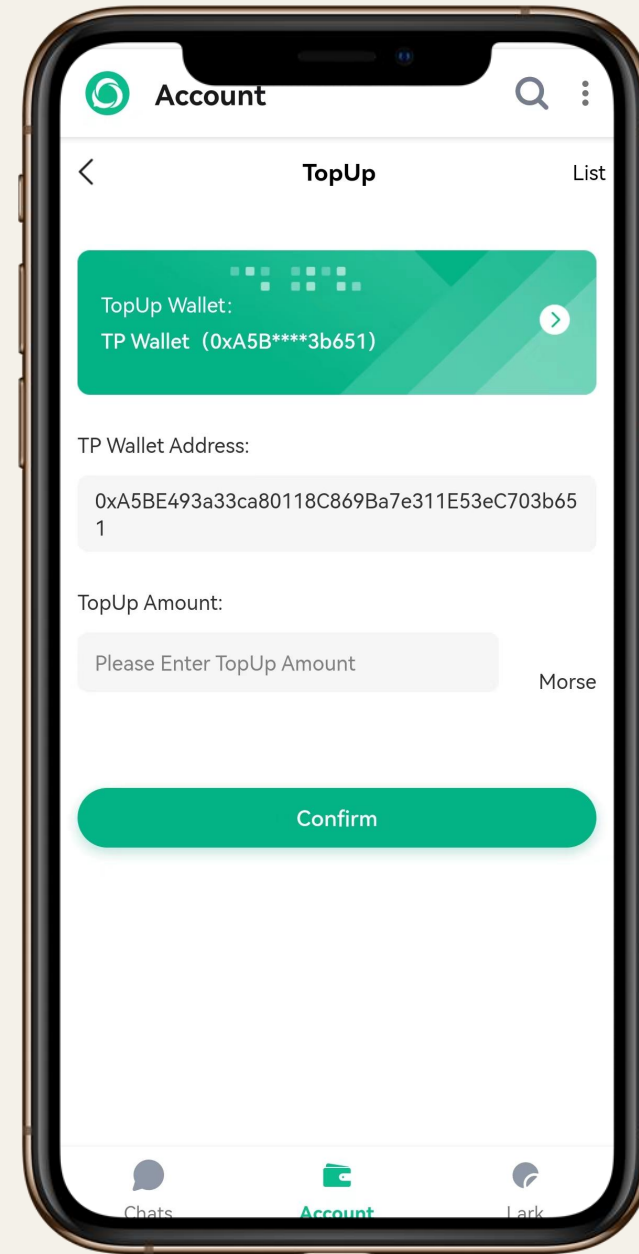 Account
TopUp
List
TopUp Wallet:
TP Wallet（0xA5B****3b651）
TP Wallet Address:
0xA5BE493a33ca80118C869Ba7e311E53eC703b65
1
TopUp Amount:
Please Enter TopUp Amount
Morse
Confirm
Chats
Account
Lark